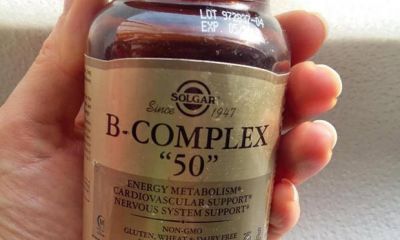 EXP. 05
SOLGAR
Since 1947
B-COMPLEX
"50"
ENERGY METABOLISM*
CARDIOVASCULAR SUPPORT*
NERVOUS SYSTEM SUPPORT*
NON-GMO
GLUTEN, WHEAT & DAIRY FREE